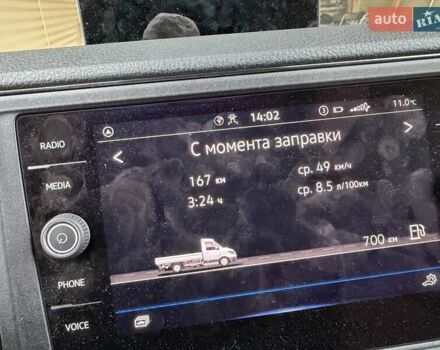 auto RIA
14:02
3
11.0°C
RADIO
С момента заправки
MEDIA
167 км
ср. 49 км/ч
3:24 ч
ср. 8.5 л/100км
700 км
PHONE
VOICE